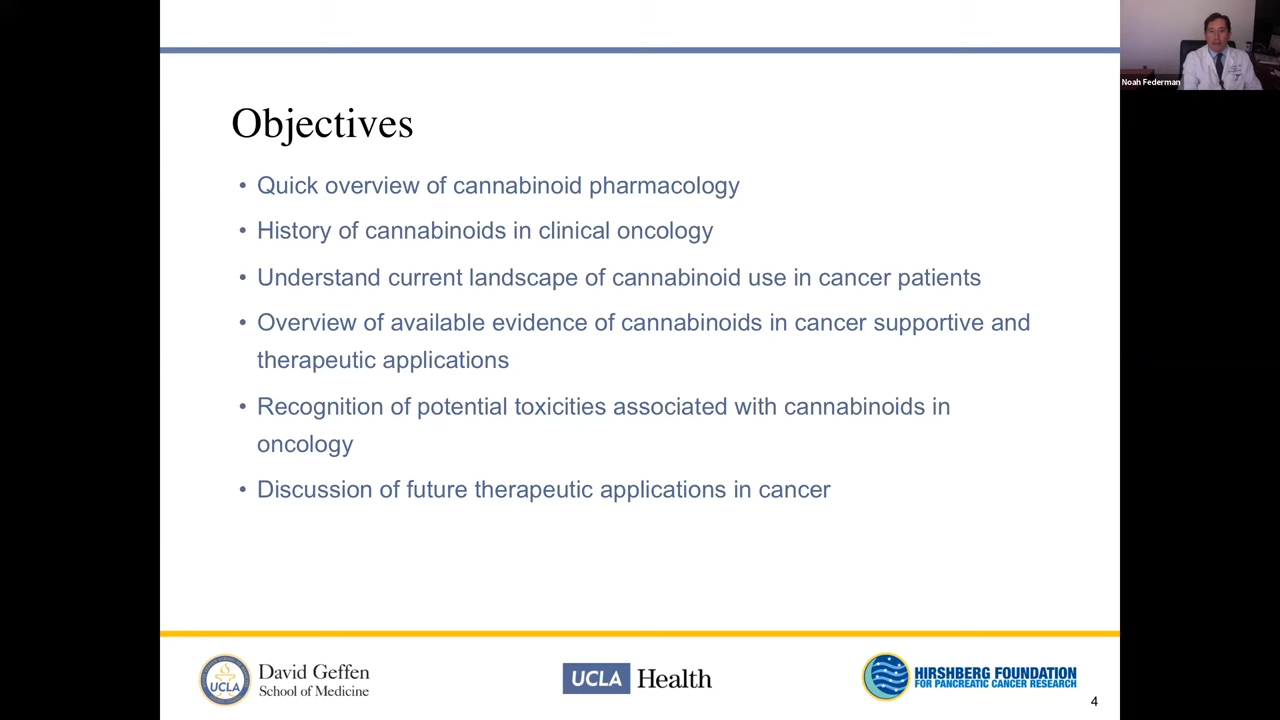 Noah Federman
Objectives
• Quick overview of cannabinoid pharmacology
• History of cannabinoids in clinical oncology
• Understand current landscape of cannabinoid use in cancer patients
• Overview of available evidence of cannabinoids in cancer supportive and
therapeutic applications
• Recognition of potential toxicities associated with cannabinoids in
oncology
• Discussion of future therapeutic applications in cancer
UCLA
David Geffen
School of Medicine
UCLA Health
HIRSHBERG FOUNDATION
FOR PANCREATIC CANCER RESEARCH
4